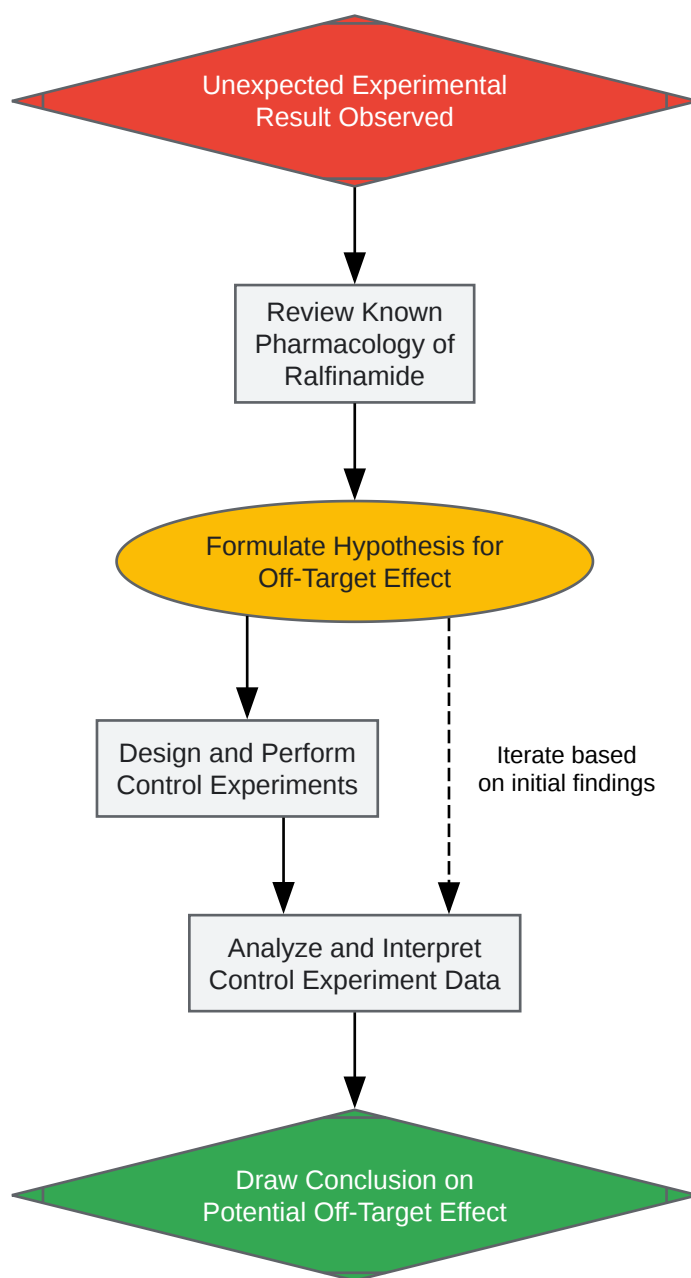 Unexpected Experimental
Result Observed
Review Known
Pharmacology of
Ralfinamide
Formulate Hypothesis for
Off-Target Effect
Design and Perform
Control Experiments
Iterate based
on initial findings
Analyze and Interpret
Control Experiment Data
Draw Conclusion on
Potential Off-Target Effect